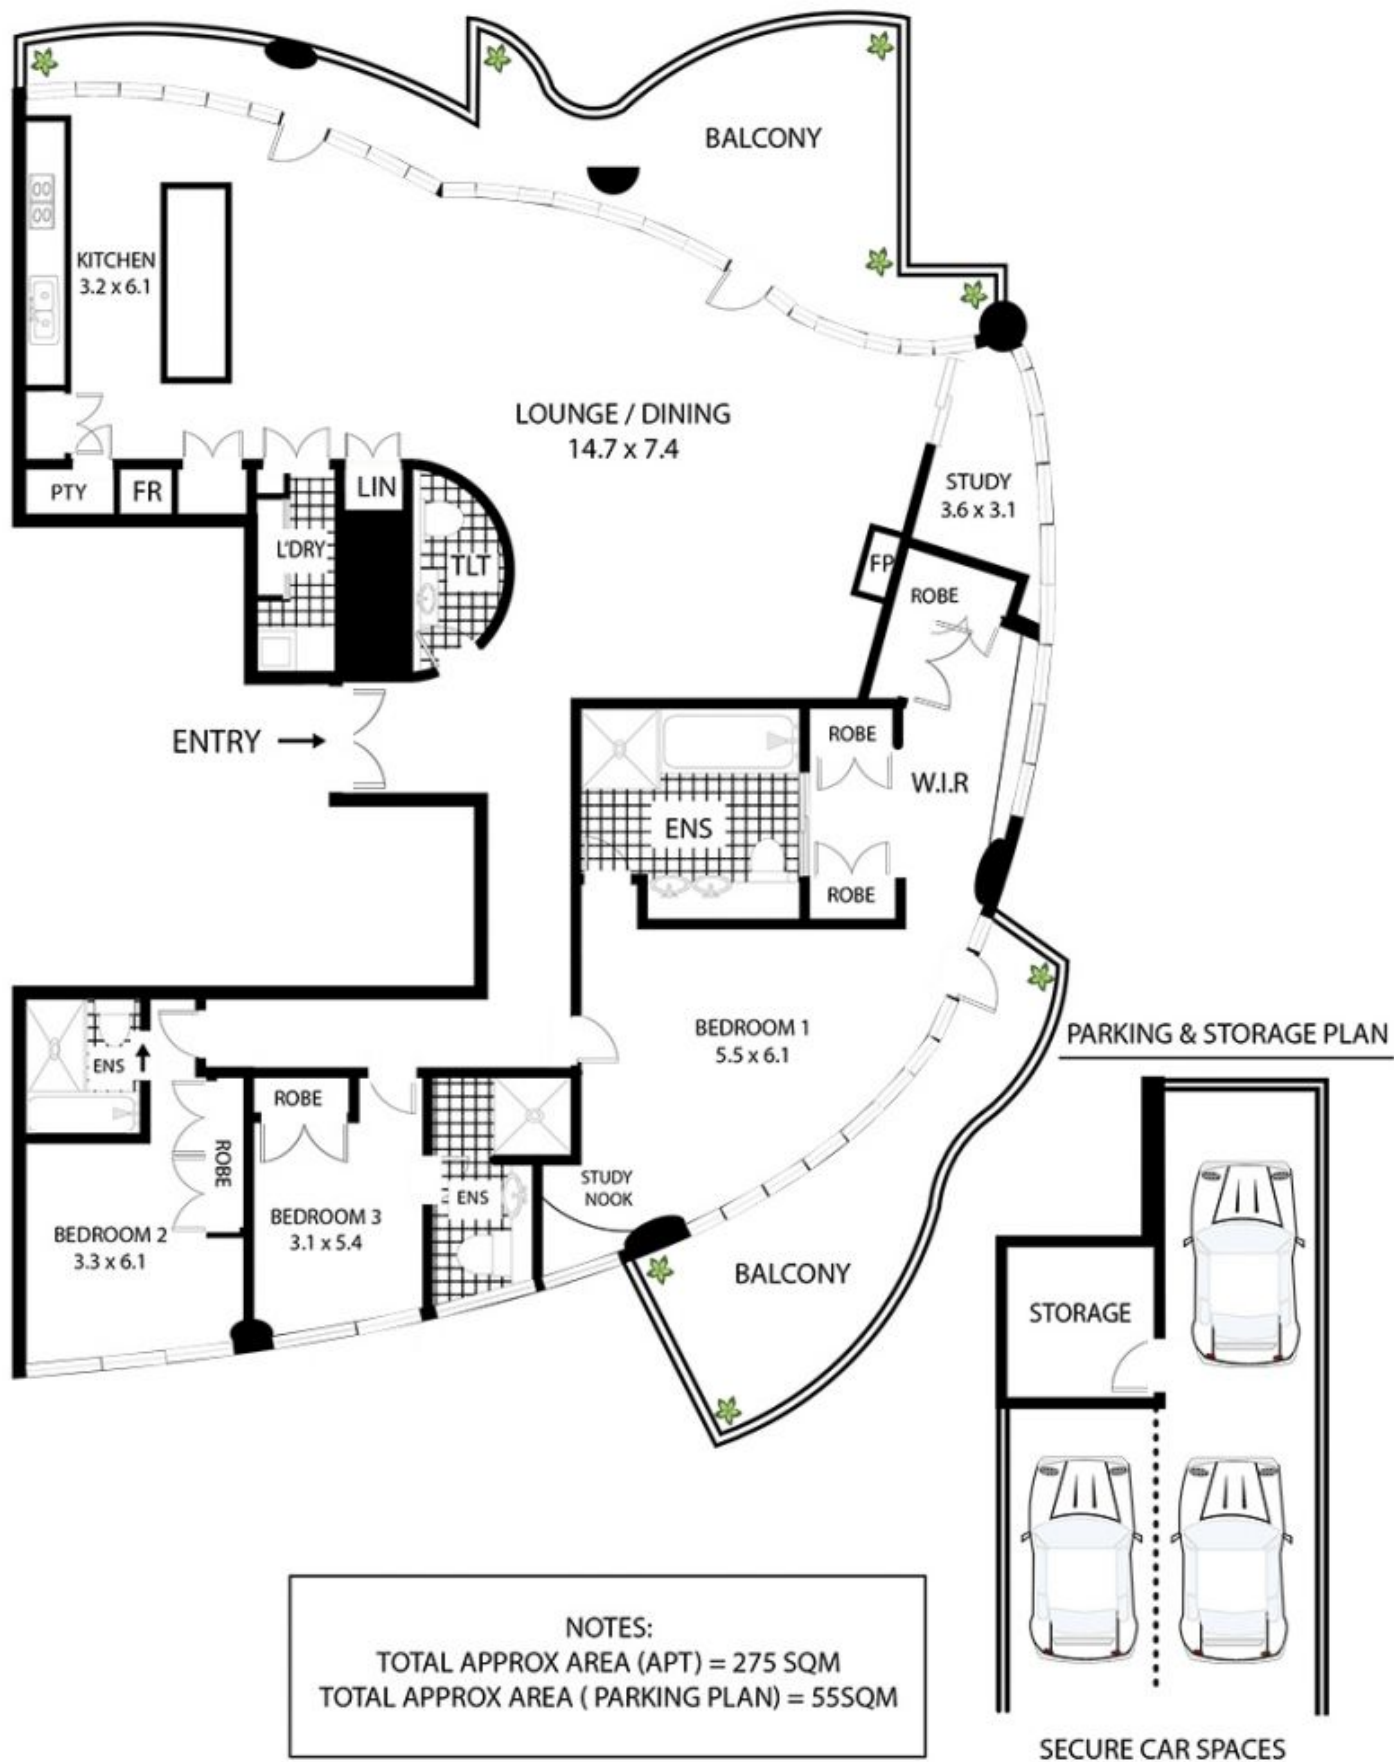 BALCONY
KITCHEN
3.2 x 6.1
LOUNGE / DINING
14.7 x 7.4
PTY
FR
LIN
L'DRY
TLT
STUDY
3.6 x 3.1
FP
ROBE
ENTRY
ROBE
W.I.R
ENS
ROBE
BEDROOM 1
5.5 x 6.1
PARKING & STORAGE PLAN
ENS
ROBE
ROBE
STUDY
NOOK
ENS
BEDROOM 2
3.3 x 6.1
BEDROOM 3
3.1 x 5.4
BALCONY
STORAGE
NOTES:
TOTAL APPROX AREA (APT) = 275 SQM
TOTAL APPROX AREA ( PARKING PLAN) = 55SQM
SECURE CAR SPACES